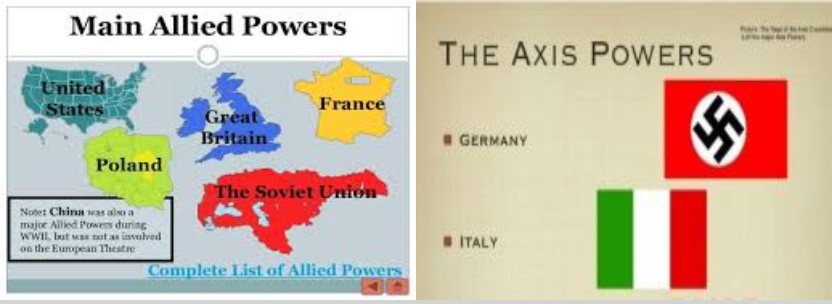 Main Allied Powers
United
States
Great
Britain
France
Poland
The Soviet Union
Note: China was also a
major Allied Powers during
WWII, but was not as involved
on the European Theatre
Complete List of Allied Powers
THE AXIS POWERS
GERMANY
ITALY